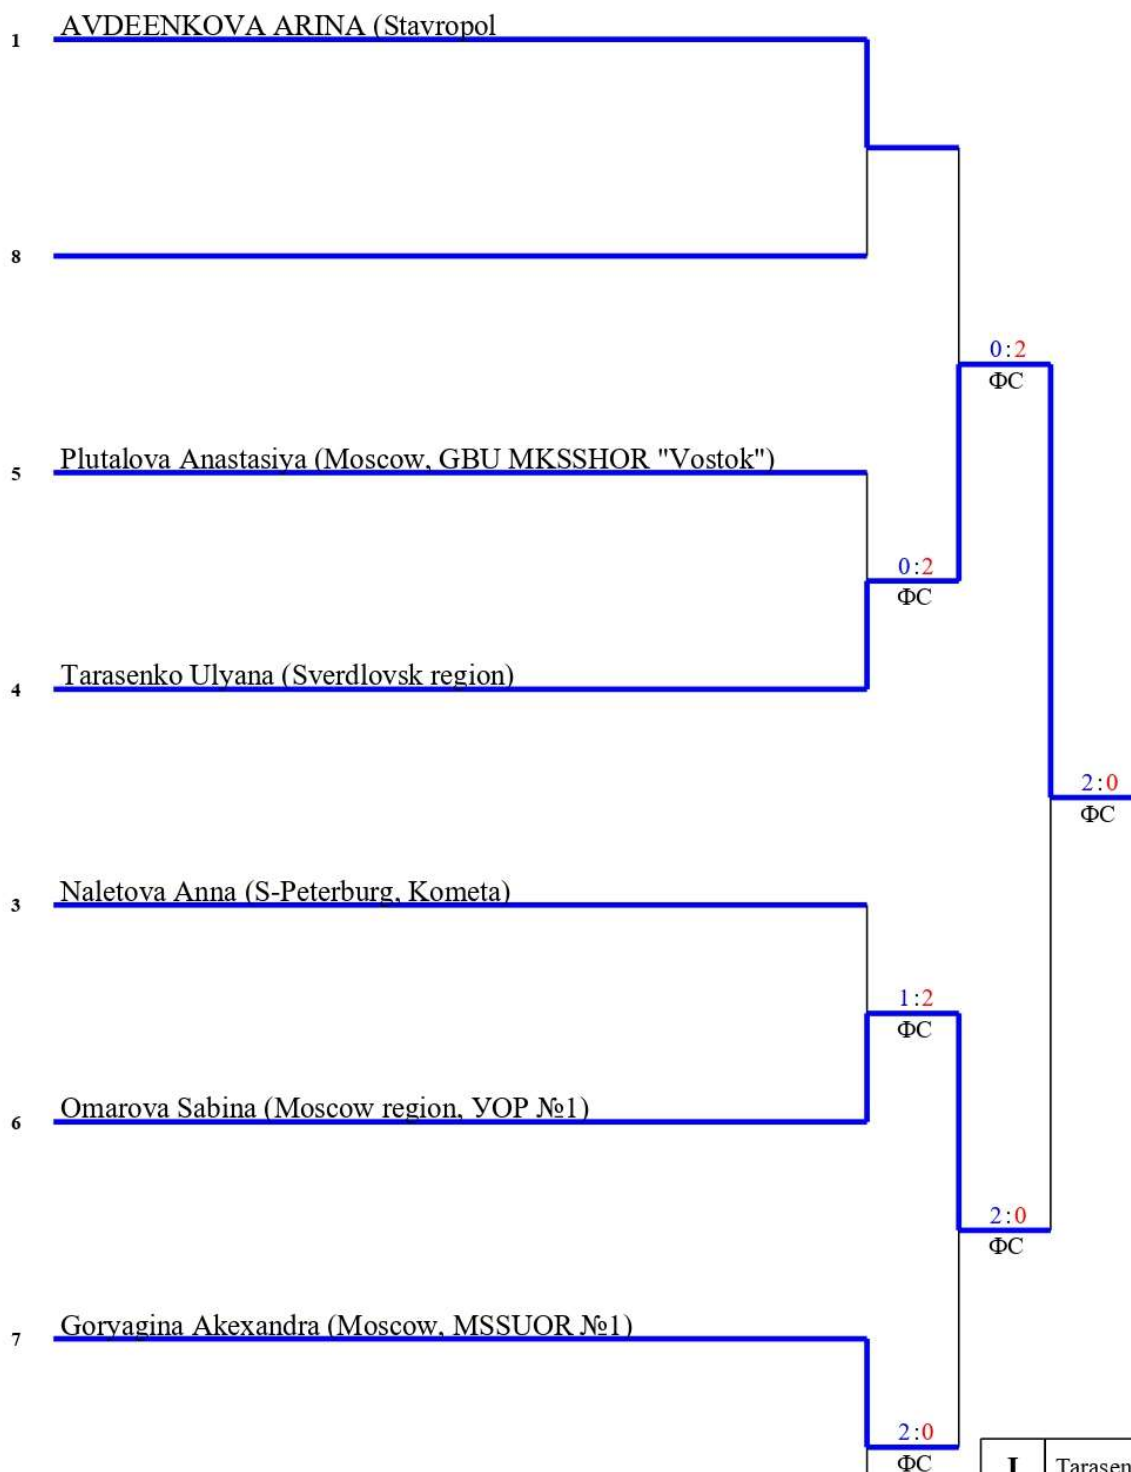 1 AVDEENKOVA ARINA (Stavropol
8
0:2
ФС
5 Plutalova Anastasiya (Moscow, GBU MKSSHOR "Vostok")
0:2
ФС
4 Tarasenko Ulyana (Sverdlovsk region)
2:0
ФС
3 Naletova Anna (S-Peterburg, Kometa)
1:2
ФС
6 Omarova Sabina (Moscow region, УОР №1)
2:0
ФС
7 Goryagina Akexandra (Moscow, MSSUOR №1)
2:0
ФС
I Tarasen